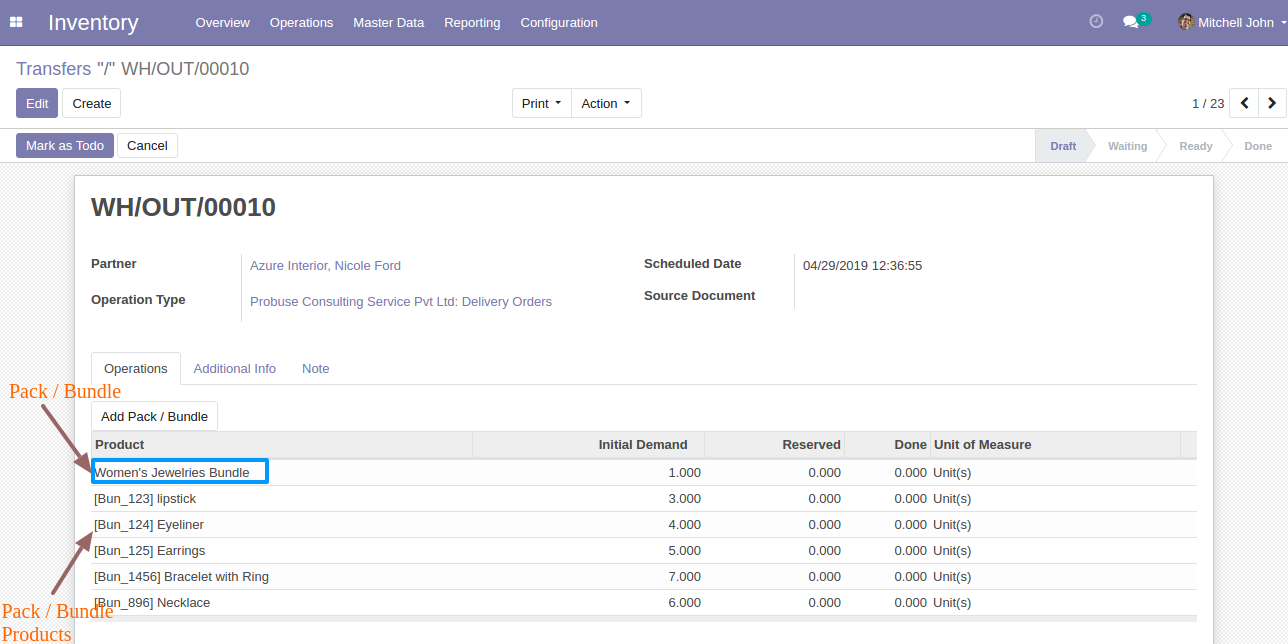 Inventory Overview Operations Master Data Reporting Configuration 3 Mitchell John
Transfers "/" WH/OUT/00010
Edit Create Print Action 1 / 23
Mark as Todo Cancel Draft Waiting Ready Done
WH/OUT/00010
Partner Azure Interior, Nicole Ford Scheduled Date 04/29/2019 12:36:55
Operation Type Probuse Consulting Service Pvt Ltd: Delivery Orders Source Document
Operations Additional Info Note
Pack / Bundle
Add Pack / Bundle
Product Initial Demand Reserved Done Unit of Measure
Women's Jewelries Bundle 1.000 0.000 0.000 Unit(s)
[Bun_123] lipstick 3.000 0.000 0.000 Unit(s)
[Bun_124] Eyeliner 4.000 0.000 0.000 Unit(s)
[Bun_125] Earrings 5.000 0.000 0.000 Unit(s)
[Bun_1456] Bracelet with Ring 7.000 0.000 0.000 Unit(s)
[Bun_896] Necklace 6.000 0.000 0.000 Unit(s)
Pack / Bundle
Products